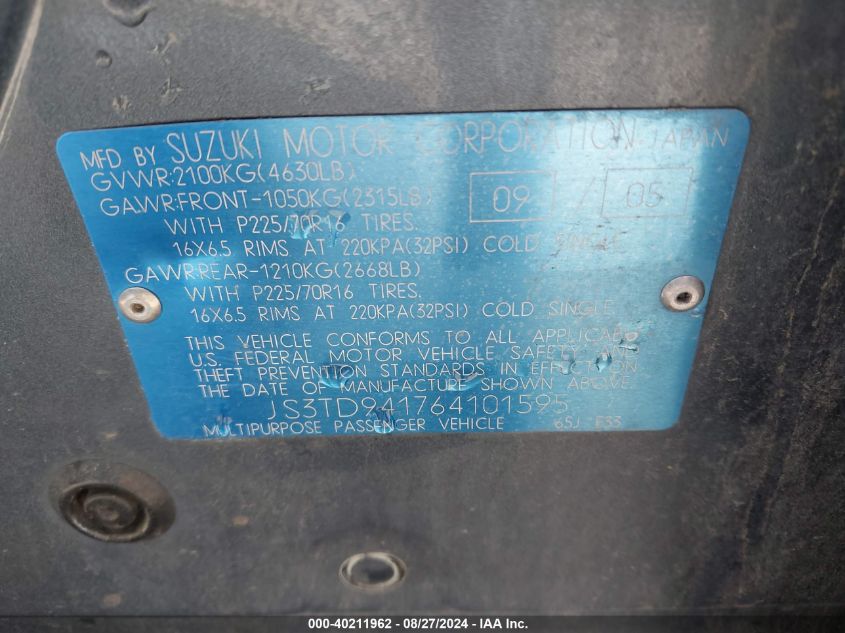 MFD BY SUZUKI MOTOR CORPORATION-JAPAN
GVWR:2100KG(4630LB)
GAWR:FRONT-1050KG(2315LB) 09 / 05
WITH P225/70R16 TIRES.
16X6.5 RIMS AT 220KPA(32PSI) COLD SINGLE
GAWR:REAR-1210KG(2668LB)
WITH P225/70R16 TIRES.
16X6.5 RIMS AT 220KPA(32PSI) COLD SINGLE
THIS VEHICLE CONFORMS TO ALL APPLICABLE
U.S. FEDERAL MOTOR VEHICLE SAFETY AND
THEFT PREVENTION STANDARDS IN EFFECT ON
THE DATE OF MANUFACTURE SHOWN ABOVE.
JS3TD941764101595
MULTIPURPOSE PASSENGER VEHICLE 65J E33
000-40211962 - 08/27/2024 - IAA Inc.